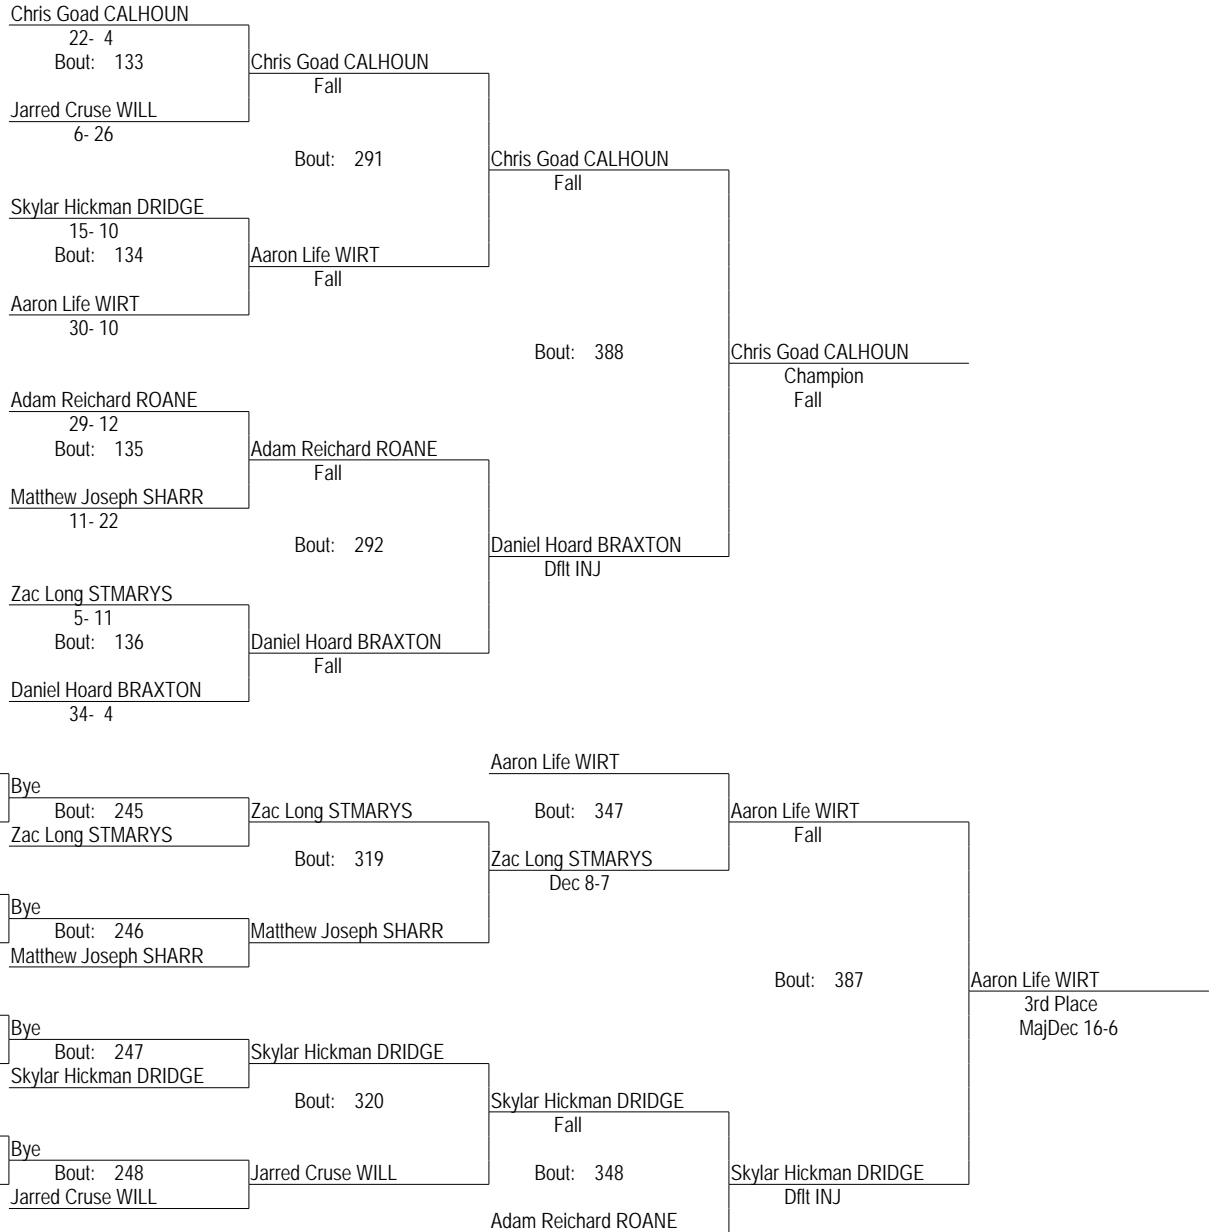 Chris Goad CALHOUN
22- 4
Bout: 133
Chris Goad CALHOUN
Fall
Jarred Cruse WILL
6- 26
Bout: 291
Chris Goad CALHOUN
Fall
Skylar Hickman DRIDGE
15- 10
Bout: 134
Aaron Life WIRT
Fall
Aaron Life WIRT
30- 10
Bout: 388
Chris Goad CALHOUN
Champion
Fall
Adam Reichard ROANE
29- 12
Bout: 135
Adam Reichard ROANE
Fall
Matthew Joseph SHARR
11- 22
Bout: 292
Daniel Hoard BRAXTON
Dflt INJ
Zac Long STMARYS
5- 11
Bout: 136
Daniel Hoard BRAXTON
Fall
Daniel Hoard BRAXTON
34- 4
Aaron Life WIRT
Bye
Bout: 245
Zac Long STMARYS
Bout: 347
Aaron Life WIRT
Fall
Zac Long STMARYS
Bout: 319
Zac Long STMARYS
Dec 8-7
Bye
Bout: 246
Matthew Joseph SHARR
Matthew Joseph SHARR
Bout: 387
Aaron Life WIRT
3rd Place
MajDec 16-6
Bye
Bout: 247
Skylar Hickman DRIDGE
Skylar Hickman DRIDGE
Bout: 320
Skylar Hickman DRIDGE
Fall
Bye
Bout: 248
Jarred Cruse WILL
Bout: 348
Skylar Hickman DRIDGE
Dflt INJ
Jarred Cruse WILL
Adam Reichard ROANE